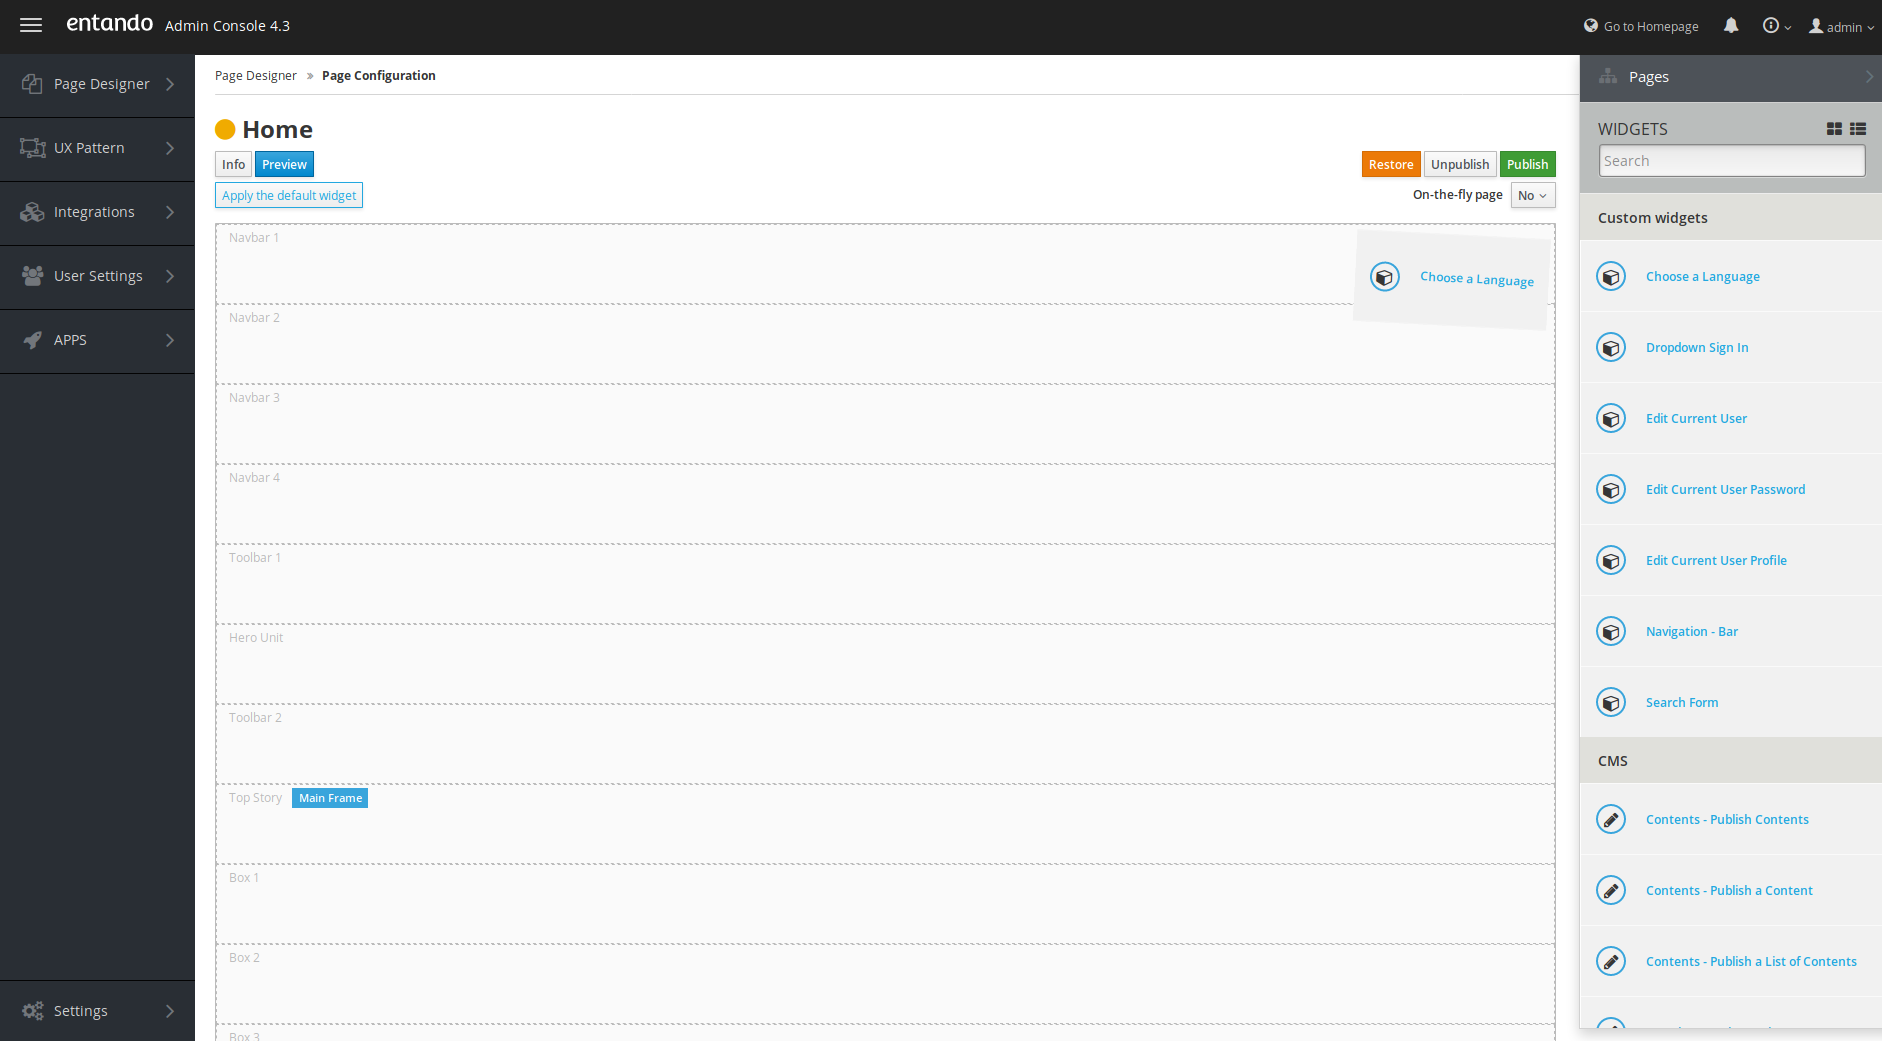 entando Admin Console 4.3
Go to Homepage
admin
Page Designer
UX Pattern
Integrations
User Settings
APPS
Settings
Page Designer » Page Configuration
Home
Info Preview
Restore Unpublish Publish
Apply the default widget
On-the-fly page No
Navbar 1
Choose a Language
Navbar 2
Navbar 3
Navbar 4
Toolbar 1
Hero Unit
Toolbar 2
Top Story Main Frame
Box 1
Box 2
Box 3
Pages
WIDGETS
Search
Custom widgets
Choose a Language
Dropdown Sign In
Edit Current User
Edit Current User Password
Edit Current User Profile
Navigation - Bar
Search Form
CMS
Contents - Publish Contents
Contents - Publish a Content
Contents - Publish a List of Contents